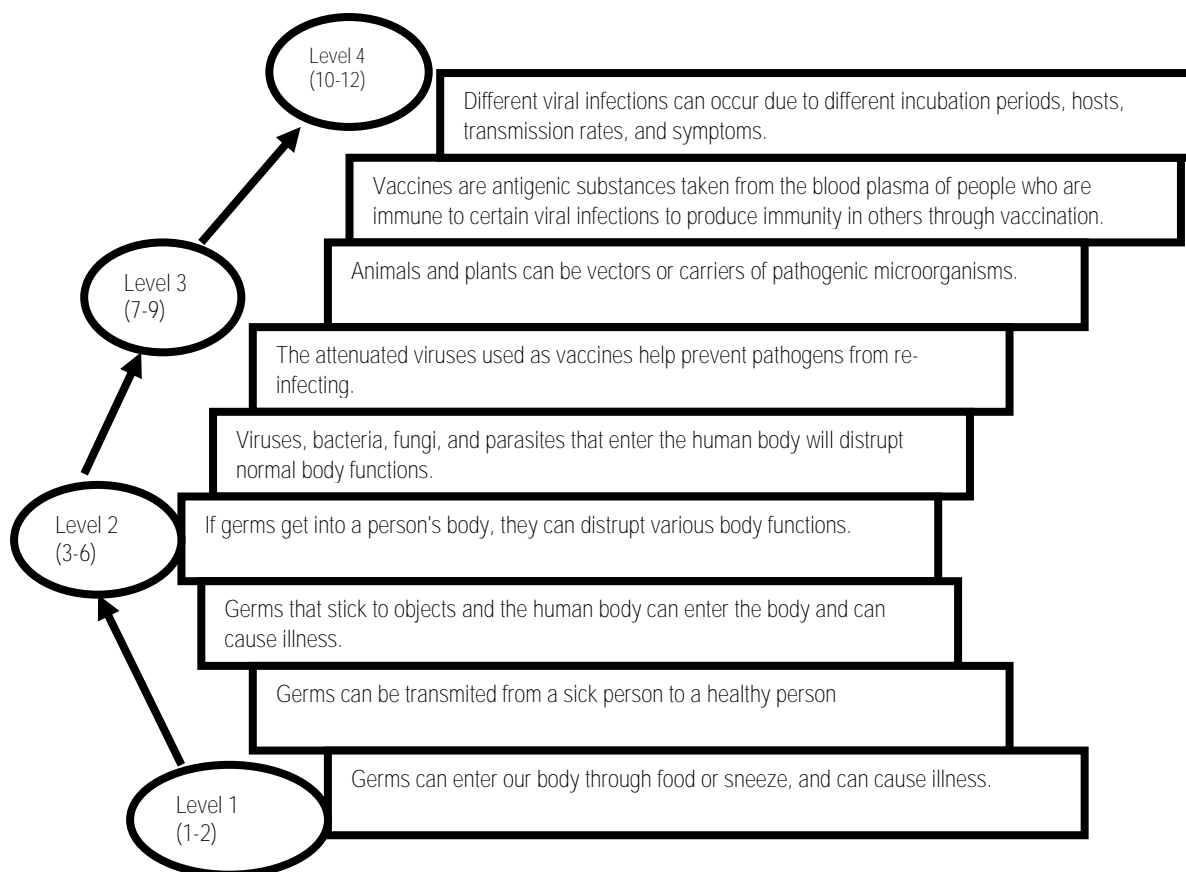 Level 4
(10-12)
Different viral infections can occur due to different incubation periods, hosts,
transmission rates, and symptoms.
Vaccines are antigenic substances taken from the blood plasma of people who are
immune to certain viral infections to produce immunity in others through vaccination.
Level 3
(7-9)
Animals and plants can be vectors or carriers of pathogenic microorganisms.
The attenuated viruses used as vaccines help prevent pathogens from re-
infecting.
Viruses, bacteria, fungi, and parasites that enter the human body will distrupt
normal body functions.
Level 2
(3-6)
If germs get into a person's body, they can distrupt various body functions.
Germs that stick to objects and the human body can enter the body and can
cause illness.
Germs can be transmited from a sick person to a healthy person
Level 1
(1-2)
Germs can enter our body through food or sneeze, and can cause illness.